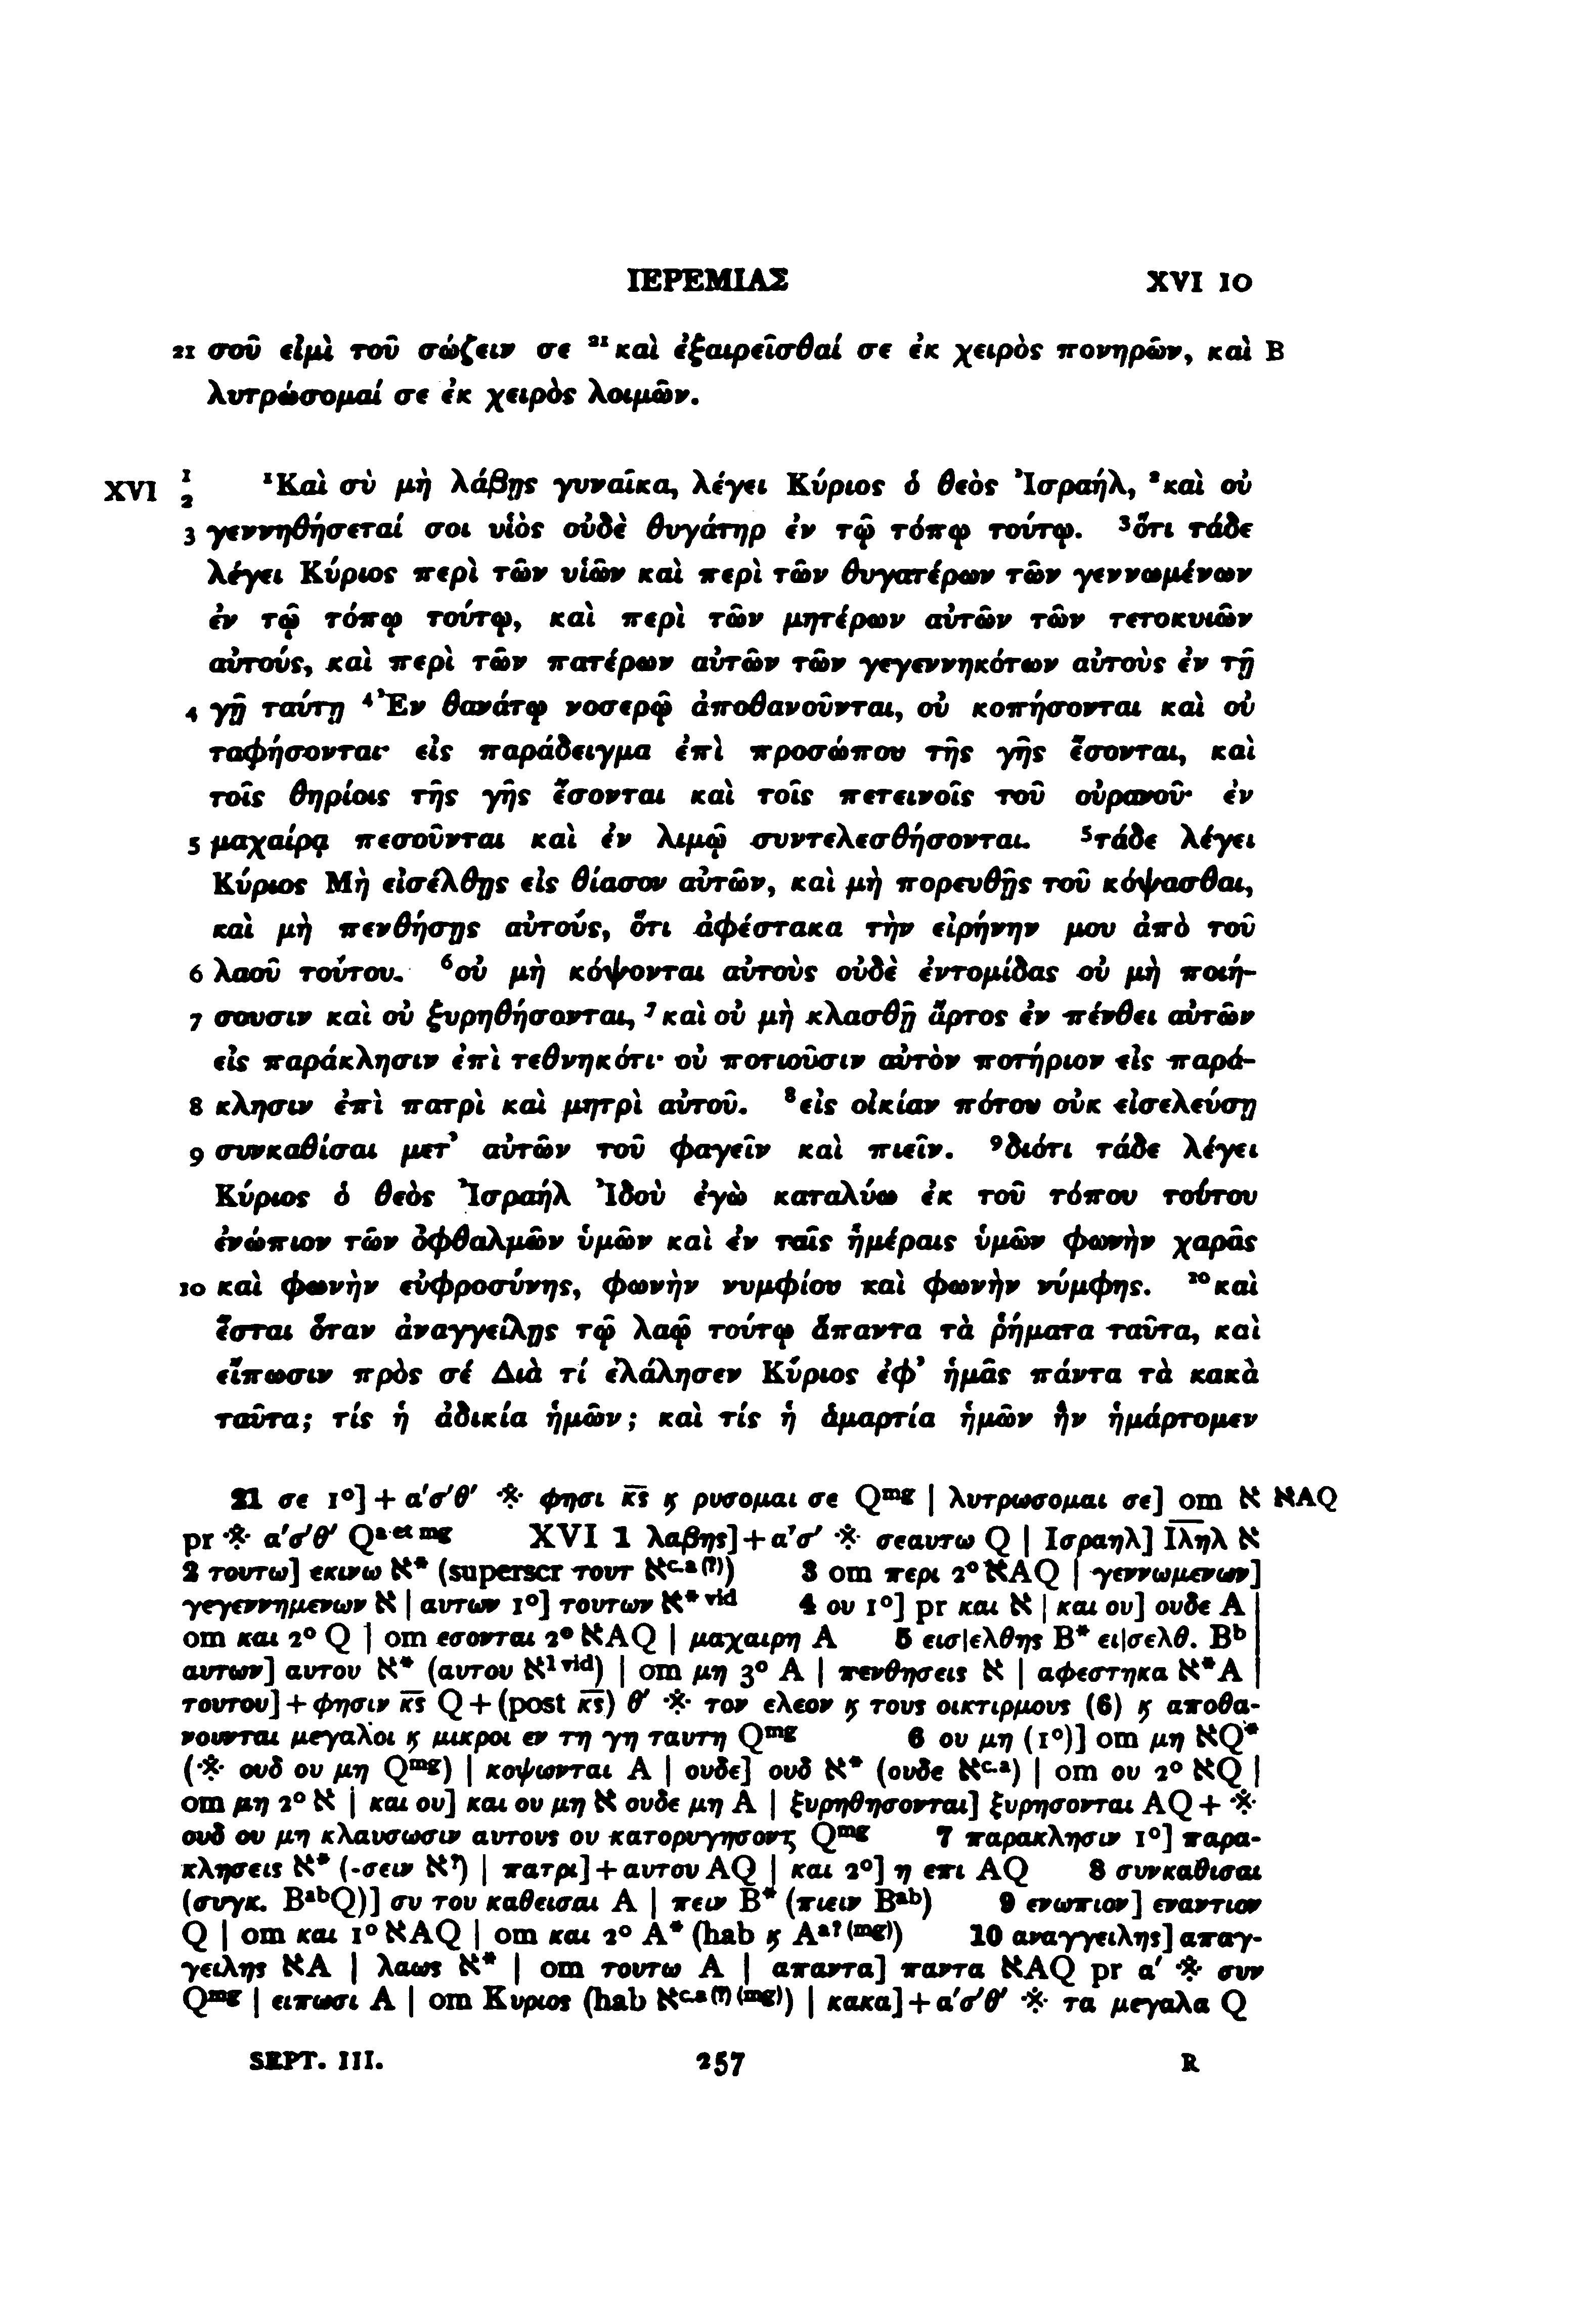 ΙΕΡΕΜΙΑΣ XVI 10
21 σοῦ εἰμὶ τοῦ σώζειν σε ²¹καὶ ἐξαιρεῖσθαί σε ἐκ χειρὸς πονηρῶν, καὶ B
λυτρώσομαί σε ἐκ χειρὸς λοιμῶν.
XVI 1 2 ¹Καὶ σὺ μὴ λάβῃς γυναῖκα, λέγει Κύριος ὁ θεὸς Ἰσραήλ, ²καὶ οὐ
3 γεννηθήσεταί σοι υἱὸς οὐδὲ θυγάτηρ ἐν τῷ τόπῳ τούτῳ. ³ὅτι τάδε
λέγει Κύριος περὶ τῶν υἱῶν καὶ περὶ τῶν θυγατέρων τῶν γεννωμένων
ἐν τῷ τόπῳ τούτῳ, καὶ περὶ τῶν μητέρων αὐτῶν τῶν τετοκυιῶν
αὐτούς, καὶ περὶ τῶν πατέρων αὐτῶν τῶν γεγεννηκότων αὐτοὺς ἐν τῇ
4 γῇ ταύτῃ ⁴Ἐν θανάτῳ νοσερῷ ἀποθανοῦνται, οὐ κοπήσονται καὶ οὐ
ταφήσονται· εἰς παράδειγμα ἐπὶ προσώπου τῆς γῆς ἔσονται, καὶ
τοῖς θηρίοις τῆς γῆς ἔσονται καὶ τοῖς πετεινοῖς τοῦ οὐρανοῦ· ἐν
5 μαχαίρᾳ πεσοῦνται καὶ ἐν λιμῷ συντελεσθήσονται. ⁵τάδε λέγει
Κύριος Μὴ εἰσέλθῃς εἰς θίασον αὐτῶν, καὶ μὴ πορευθῇς τοῦ κόψασθαι,
καὶ μὴ πενθήσῃς αὐτούς, ὅτι ἀφέστακα τὴν εἰρήνην μου ἀπὸ τοῦ
6 λαοῦ τούτου. ⁶οὐ μὴ κόψονται αὐτοὺς οὐδὲ ἐντομίδας οὐ μὴ ποιή-
7 σουσιν καὶ οὐ ξυρηθήσονται, ⁷καὶ οὐ μὴ κλασθῇ ἄρτος ἐν πένθει αὐτῶν
εἰς παράκλησιν ἐπὶ τεθνηκότι· οὐ ποτιοῦσιν αὐτὸν ποτήριον εἰς παρά-
8 κλησιν ἐπὶ πατρὶ καὶ μητρὶ αὐτοῦ. ⁸εἰς οἰκίαν πότου οὐκ εἰσελεύσῃ
9 συνκαθίσαι μετ᾽ αὐτῶν τοῦ φαγεῖν καὶ πιεῖν. ⁹διότι τάδε λέγει
Κύριος ὁ θεὸς Ἰσραήλ Ἰδοὺ ἐγὼ καταλύω ἐκ τοῦ τόπου τούτου
ἐνώπιον τῶν ὀφθαλμῶν ὑμῶν καὶ ἐν ταῖς ἡμέραις ὑμῶν φωνὴν χαρᾶς
10 καὶ φωνὴν εὐφροσύνης, φωνὴν νυμφίου καὶ φωνὴν νύμφης. ¹⁰καὶ
ἔσται ὅταν ἀναγγείλῃς τῷ λαῷ τούτῳ ἅπαντα τὰ ῥήματα ταῦτα, καὶ
εἴπωσιν πρὸς σέ Διὰ τί ἐλάλησεν Κύριος ἐφ᾽ ἡμᾶς πάντα τὰ κακὰ
ταῦτα; τίς ἡ ἀδικία ἡμῶν; καὶ τίς ἡ ἁμαρτία ἡμῶν ἣν ἡμάρτομεν
21 σε 1°] + α′σ′θ′ ※ φησι κ̅ς̅ ϗ ρυσομαι σε Qᵐᵍ | λυτρωσομαι σε] om א אAQ
pr ※ α′σ′θ′ Qᵃ ᵉᵗ ᵐᵍ XVI 1 λαβης] + α′σ′ ※ σεαυτω Q | Ισραηλ] Ι̅λ̅η̅λ̅ א
2 τουτω] εκινω א* (superscr τουτ אᶜ·ᵃ⁽?⁾) 3 om περι 2° אAQ | γεννωμενων]
γεγεννημενων א | αυτων 1°] τουτων א* ᵛⁱᵈ 4 ου 1°] pr και א | και ου] ουδε A |
om και 2° Q | om εσονται 2° אAQ | μαχαιρη A 5 εισ|ελθης B* ει|σελθ. Bᵇ |
αυτων] αυτου א* (αυτου א¹ ᵛⁱᵈ) | om μη 3° A | πενθησεις א | αφεστηκα א*A |
τουτου] + φησιν κ̅ς̅ Q + (post κ̅ς̅) θ′ ※ τον ελεον ϗ τους οικτιρμους (6) ϗ αποθα-
νουνται μεγαλοι ϗ μικροι εν τη γη ταυτη Qᵐᵍ 6 ου μη (1°)] om μη אQ*
(※ ουδ ου μη Qᵐᵍ) | κοψωνται A | ουδε] ουδ א* (ουδε אᶜ·ᵃ) | om ου 2° אQ |
om μη 2° א | και ου] και ου μη א ουδε μη A | ξυρηθησονται] ξυρησονται AQ + ※
ουδ ου μη κλαυσωσιν αυτους ου κατορυγησονται Qᵐᵍ 7 παρακλησιν 1°] παρα-
κλησεις א* (-σειν א?) | πατρι] + αυτου AQ | και 2°] η επι AQ 8 συνκαθισαι
(συγκ. BᵃᵇQ)] συ του καθεισαι A | πειν B* (πιειν Bᵃᵇ) 9 ενωπιον] εναντιον
Q | om και 1° אAQ | om και 2° A* (hab ϗ Aᵃ? ⁽ᵐᵍ⁾) 10 αναγγειλης] απαγ-
γειλης אA | λαως א* | om τουτω A | απαντα] παντα אAQ pr α′ ※ συν
Qᵐᵍ | ειπωσι A | om Κυριος (hab אᶜ·ᵃ⁽?⁾⁽ᵐᵍ⁾) | κακα] + α′σ′θ′ ※ τα μεγαλα Q
SEPT. III. 257 R